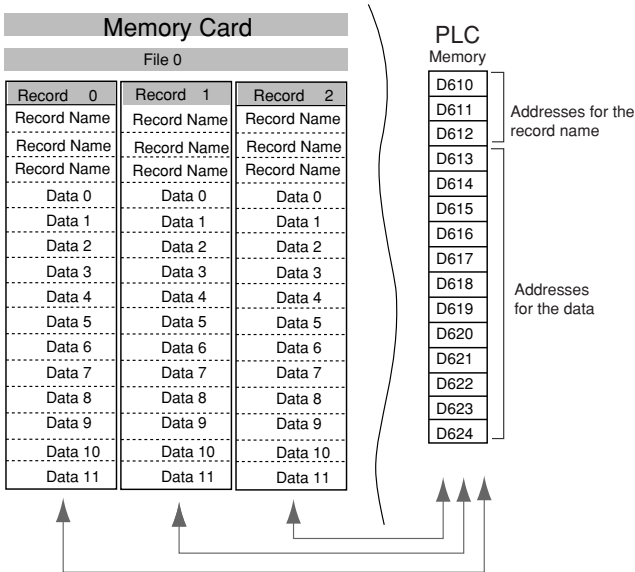 Memory Card
File 0
Record 0 Record 1 Record 2
Record Name Record Name Record Name
Record Name Record Name Record Name
Record Name Record Name Record Name
Data 0 Data 0 Data 0
Data 1 Data 1 Data 1
Data 2 Data 2 Data 2
Data 3 Data 3 Data 3
Data 4 Data 4 Data 4
Data 5 Data 5 Data 5
Data 6 Data 6 Data 6
Data 7 Data 7 Data 7
Data 8 Data 8 Data 8
Data 9 Data 9 Data 9
Data 10 Data 10 Data 10
Data 11 Data 11 Data 11
PLC
Memory
D610
D611
D612
D613
D614
D615
D616
D617
D618
D619
D620
D621
D622
D623
D624
Addresses for the
record name
Addresses
for the data